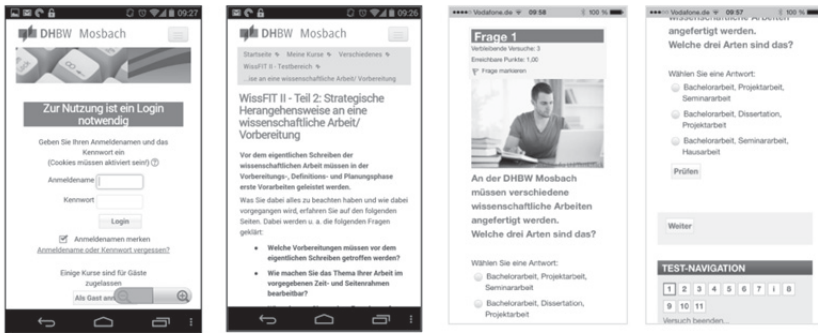 09:27
DHBW Mosbach
Zur Nutzung ist ein Login
notwendig
Geben Sie Ihren Anmeldenamen und das
Kennwort ein
(Cookies müssen aktiviert sein!)
Anmeldename
Kennwort
Login
Anmeldenamen merken
Anmeldename oder Kennwort vergessen?
Einige Kurse sind für Gäste
zugelassen
Als Gast
09:26
DHBW Mosbach
Startseite Meine Kurse Verschiedenes
WissFIT II - Testbereich
...ise an eine wissenschaftliche Arbeit/ Vorbereitung
WissFIT II - Teil 2: Strategische
Herangehensweise an eine
wissenschaftliche Arbeit/
Vorbereitung
Vor dem eigentlichen Schreiben der
wissenschaftlichen Arbeit müssen in der
Vorbereitungs-, Definitions- und Planungsphase
erste Vorarbeiten geleistet werden.
Was Sie dabei alles zu beachten haben und wie dabei
vorgegangen wird, erfahren Sie auf den folgenden
Seiten. Dabei werden u. a. die folgenden Fragen
geklärt:
• Welche Vorbereitungen müssen vor dem
eigentlichen Schreiben getroffen werden?
• Wie machen Sie das Thema Ihrer Arbeit im
vorgegebenen Zeit- und Seitenrahmen
bearbeitbar?
Vodafone.de 09:58 100 %
Frage 1
Verbleibende Versuche: 3
Erreichbare Punkte: 1,00
Frage markieren
An der DHBW Mosbach
müssen verschiedene
wissenschaftliche Arbeiten
angefertigt werden.
Welche drei Arten sind das?
Wählen Sie eine Antwort:
Bachelorarbeit, Projektarbeit,
Seminararbeit
Bachelorarbeit, Dissertation,
Projektarbeit
Vodafone.de 09:57 100 %
wissenschaftliche Arbeiten
angefertigt werden.
Welche drei Arten sind das?
Wählen Sie eine Antwort:
Bachelorarbeit, Projektarbeit,
Seminararbeit
Bachelorarbeit, Dissertation,
Projektarbeit
Bachelorarbeit, Seminararbeit,
Hausarbeit
Prüfen
Weiter
TEST-NAVIGATION
1 2 3 4 5 6 7 i 8
9 10 11
Versuch beenden...